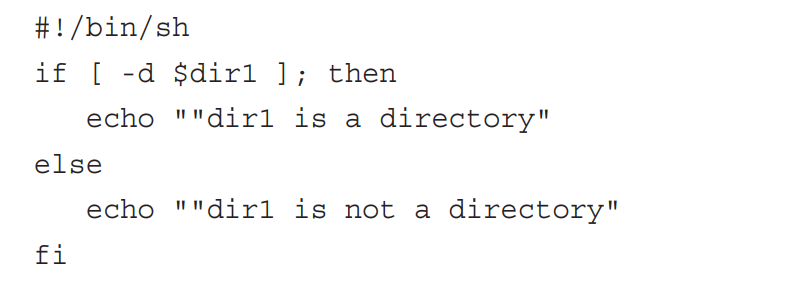 #!/bin/sh
if [ -d $dir1 ]; then
   echo ""dir1 is a directory"
else
   echo ""dir1 is not a directory"
fi